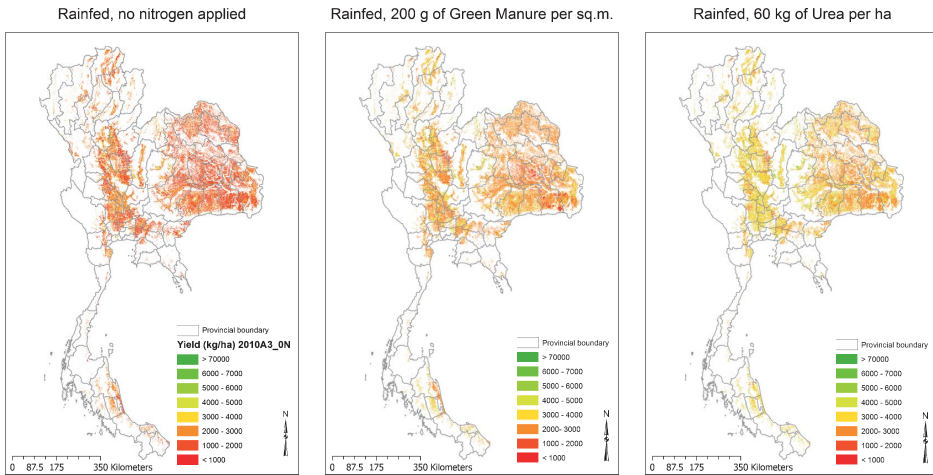 Rainfed, no nitrogen applied
Rainfed, 200 g of Green Manure per sq.m.
Rainfed, 60 kg of Urea per ha
Provincial boundary
Yield (kg/ha) 2010A3_0N
> 70000
6000 - 7000
5000 - 6000
4000 - 5000
3000 - 4000
2000 - 3000
1000 - 2000
< 1000
N
0 87.5 175 350 Kilometers
Provincial boundary
> 70000
6000 - 7000
5000 - 6000
4000 - 5000
3000 - 4000
2000- 3000
1000 - 2000
< 1000
N
0 87.5 175 350 Kilometers
Provincial boundary
> 70000
6000 - 7000
5000 - 6000
4000 - 5000
3000 - 4000
2000- 3000
1000 - 2000
< 1000
N
0 87.5 175 350 Kilometers